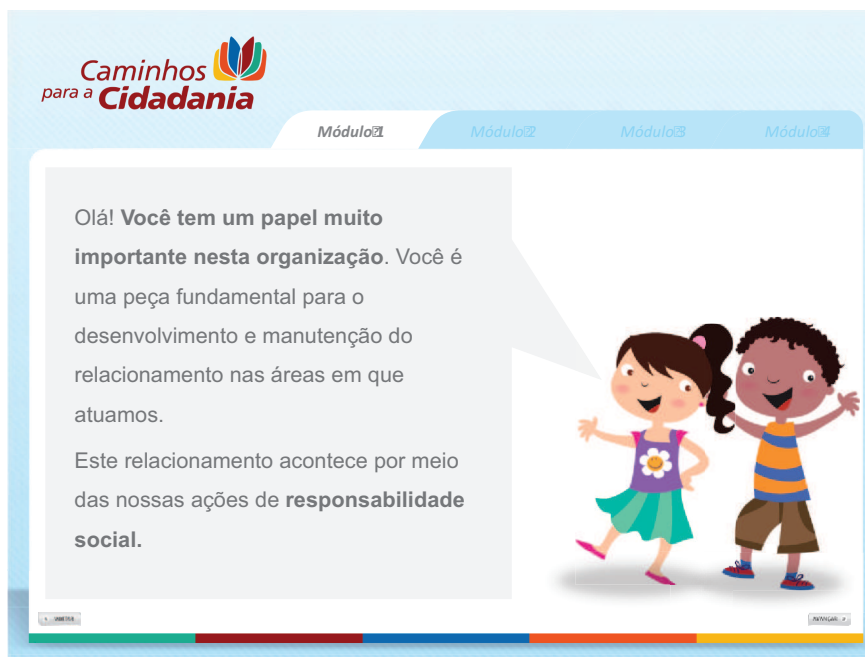 Caminhos
para a Cidadania
Módulo 1
Módulo 2
Módulo 3
Módulo 4
Olá! Você tem um papel muito
importante nesta organização. Você é
uma peça fundamental para o
desenvolvimento e manutenção do
relacionamento nas áreas em que
atuamos.
Este relacionamento acontece por meio
das nossas ações de responsabilidade
social.